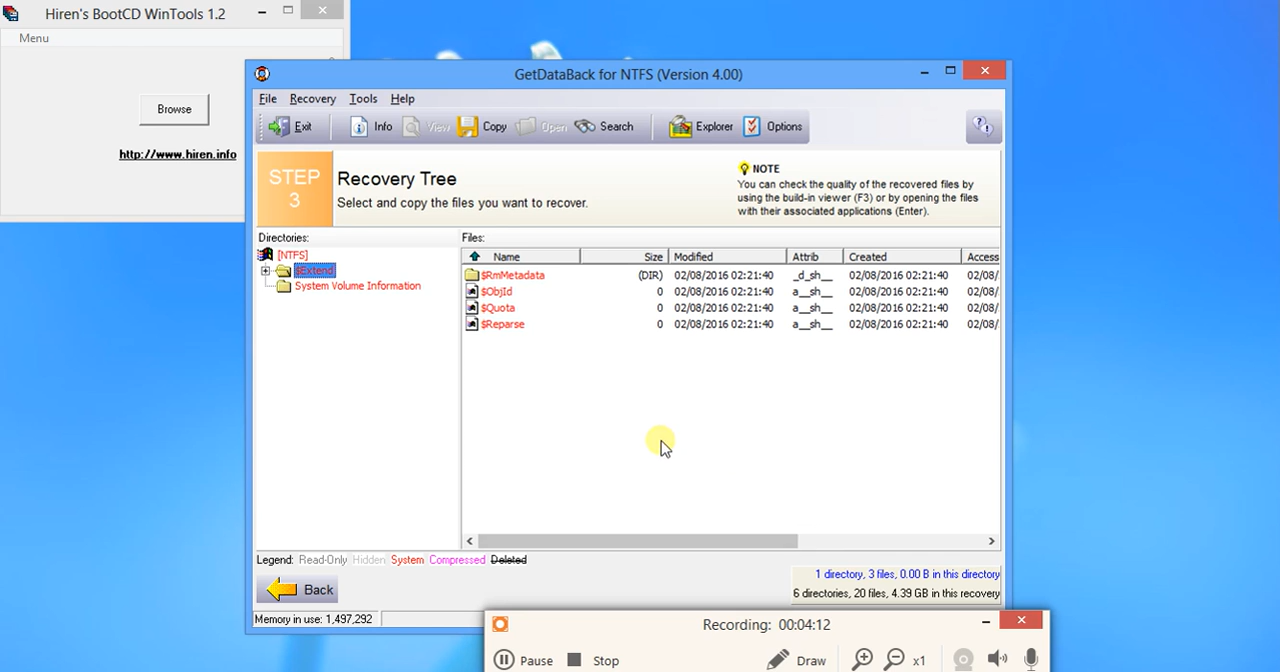 Hiren's BootCD WinTools 1.2
Menu
Browse
http://www.hiren.info
GetDataBack for NTFS (Version 4.00)
File Recovery Tools Help
Exit Info View Copy Open Search Explorer Options
STEP
3
Recovery Tree
Select and copy the files you want to recover.
NOTE
You can check the quality of the recovered files by
using the build-in viewer (F3) or by opening the files
with their associated applications (Enter).
Directories:
[NTFS]
$Extend
System Volume Information
Files:
Name Size Modified Attrib Created Access
$RmMetadata (DIR) 02/08/2016 02:21:40 _d_sh__ 02/08/2016 02:21:40 02/08/
$ObjId 0 02/08/2016 02:21:40 a__sh__ 02/08/2016 02:21:40 02/08/
$Quota 0 02/08/2016 02:21:40 a__sh__ 02/08/2016 02:21:40 02/08/
$Reparse 0 02/08/2016 02:21:40 a__sh__ 02/08/2016 02:21:40 02/08/
Legend: Read-Only Hidden System Compressed Deleted
Back
1 directory, 3 files, 0.00 B in this directory
6 directories, 20 files, 4.39 GB in this recovery
Memory in use: 1,497,292
Recording: 00:04:12
Pause Stop Draw x1